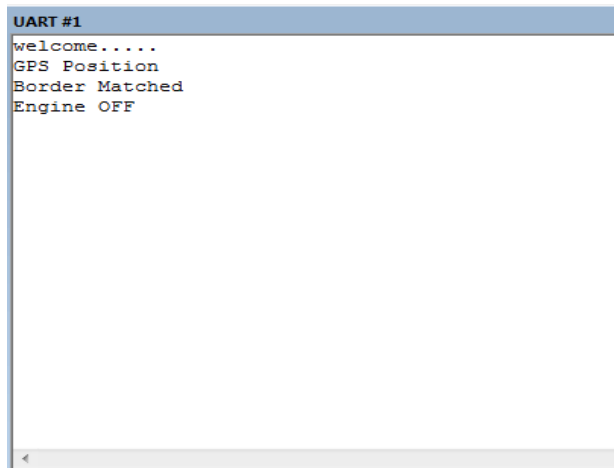 UART #1
welcome.....
GPS Position
Border Matched
Engine OFF